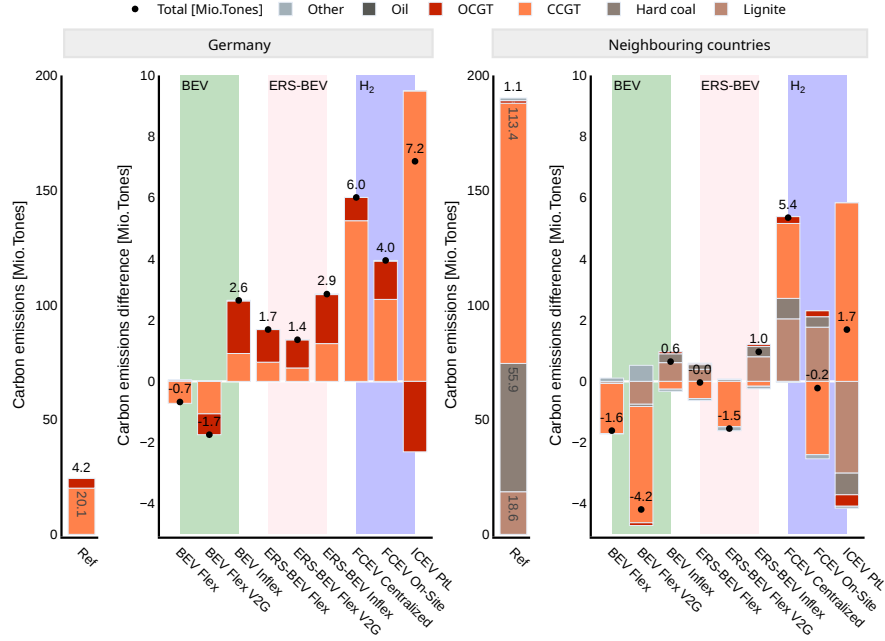 Total [Mio.Tones] Other Oil OCGT CCGT Hard coal Lignite
Germany
Neighbouring countries
Carbon emissions [Mio.Tones]
200
150
100
50
0
4.2
20.1
Ref
Carbon emissions difference [Mio.Tones]
10
8
6
4
2
0
−2
−4
BEV
ERS-BEV
H₂
-0.7
-1.7
2.6
1.7
1.4
2.9
6.0
4.0
7.2
BEV Flex
BEV Flex V2G
BEV Inflex
ERS-BEV Flex
ERS-BEV Flex V2G
ERS-BEV Inflex
FCEV Centralized
FCEV On-Site
ICEV PtL
Carbon emissions [Mio.Tones]
200
150
100
50
0
1.1
113.4
55.9
18.6
Ref
Carbon emissions difference [Mio.Tones]
10
8
6
4
2
0
−2
−4
BEV
ERS-BEV
H₂
-1.6
-4.2
0.6
-0.0
-1.5
1.0
5.4
-0.2
1.7
BEV Flex
BEV Flex V2G
BEV Inflex
ERS-BEV Flex
ERS-BEV Flex V2G
ERS-BEV Inflex
FCEV Centralized
FCEV On-Site
ICEV PtL